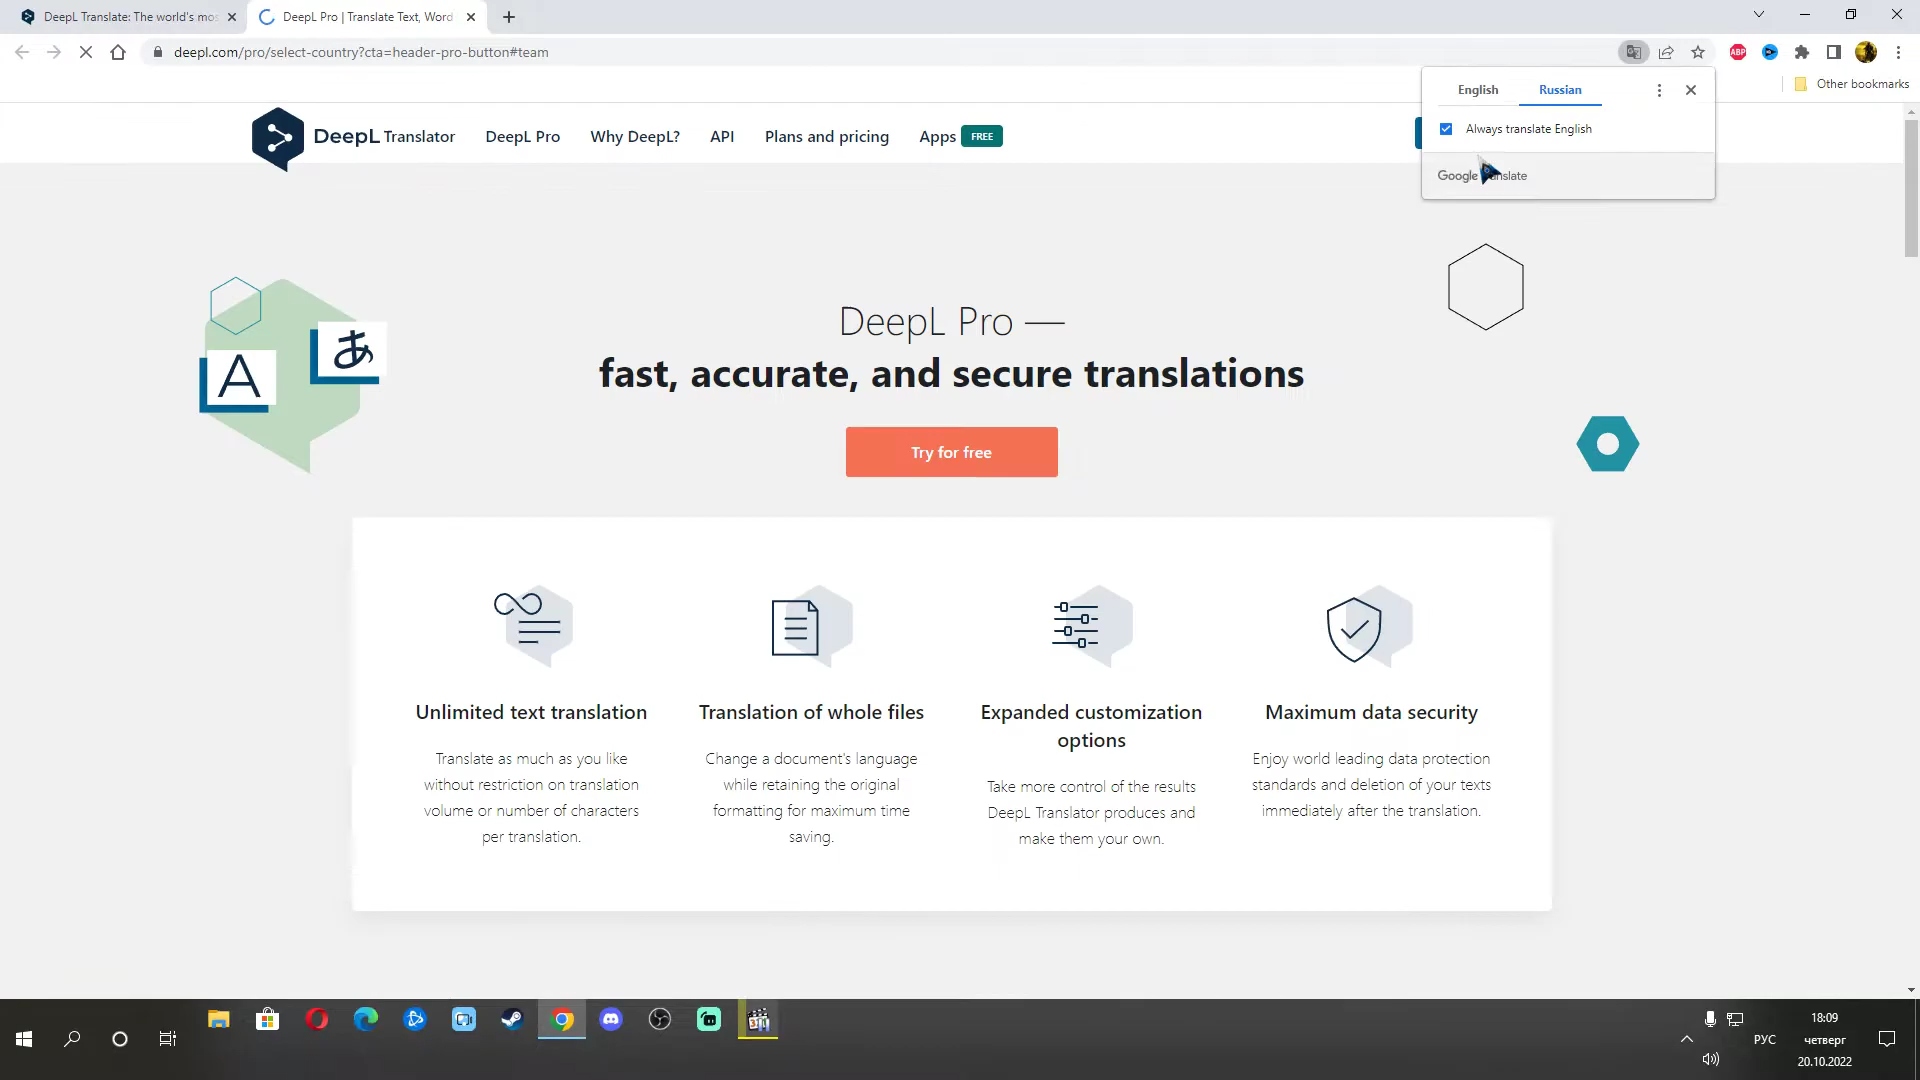 DeepL Translate: The world's mos
DeepL Pro | Translate Text, Word
deepl.com/pro/select-country?cta=header-pro-button#team
ABP
Other bookmarks
English
Russian
Always translate English
Google
DeepL Translator
DeepL Pro
Why DeepL?
API
Plans and pricing
Apps FREE
DeepL Pro —
fast, accurate, and secure translations
Try for free
A
あ
Unlimited text translation
Translate as much as you like
without restriction on translation
volume or number of characters
per translation.
Translation of whole files
Change a document's language
while retaining the original
formatting for maximum time
saving.
Expanded customization
options
Take more control of the results
DeepL Translator produces and
make them your own.
Maximum data security
Enjoy world leading data protection
standards and deletion of your texts
immediately after the translation.
РУС
18:09
четверг
20.10.2022